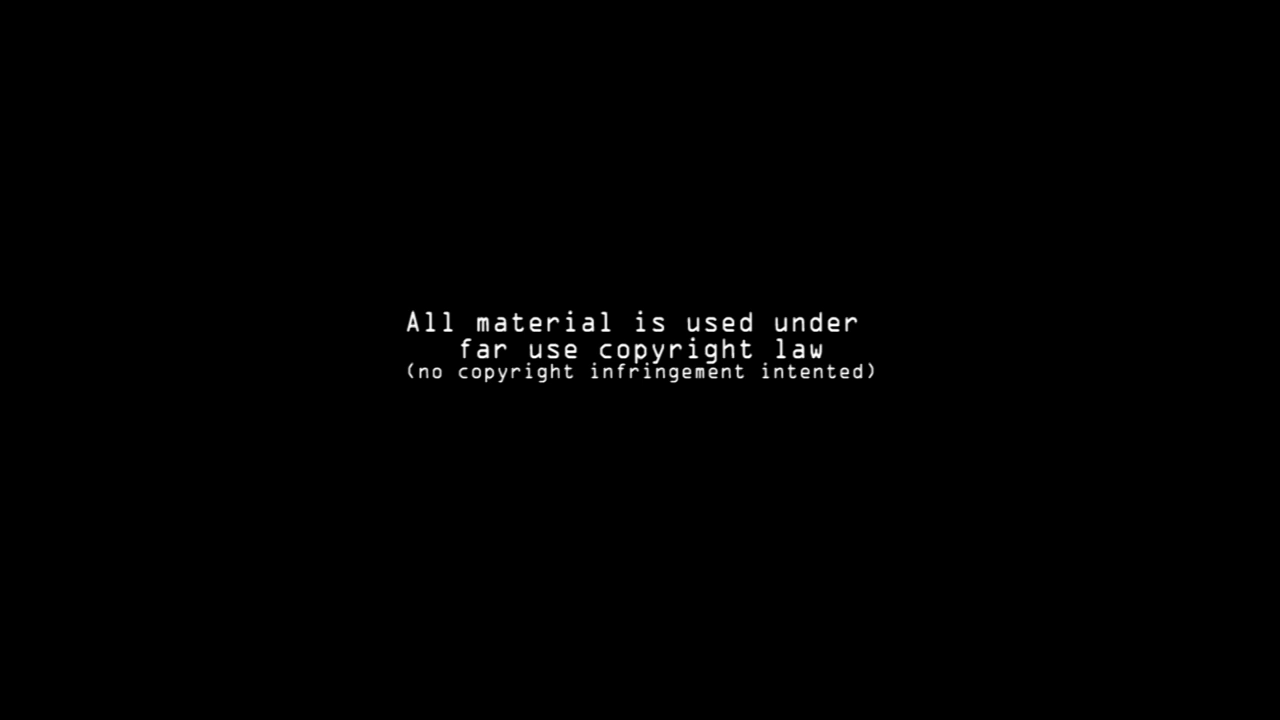 All material is used under
far use copyright law
(no copyright infringement intented)